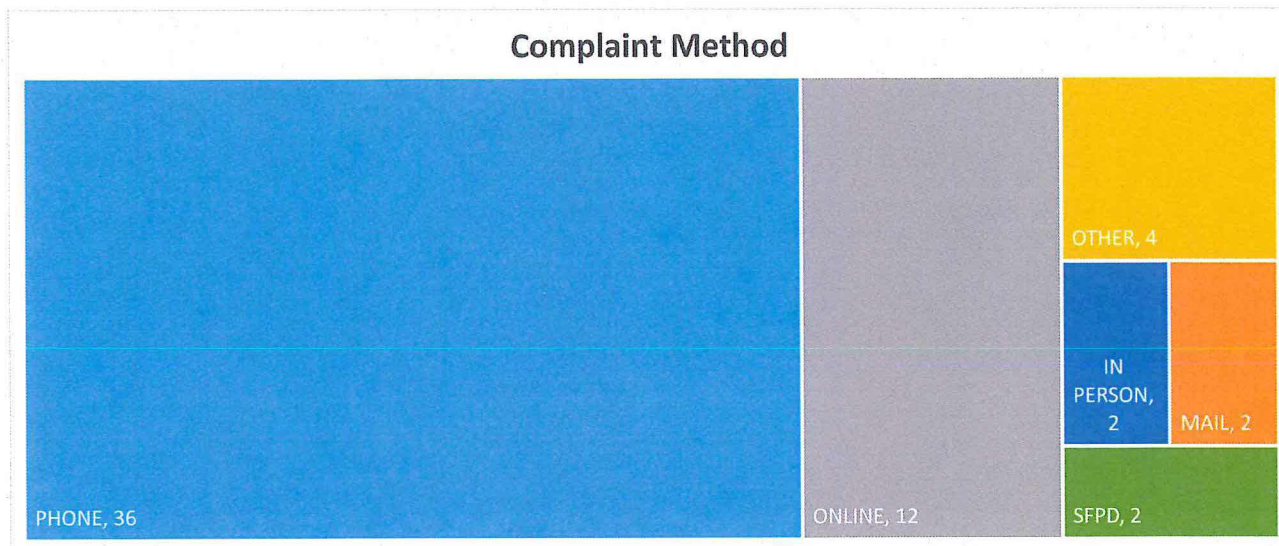 Complaint Method
PHONE, 36
ONLINE, 12
OTHER, 4
IN
PERSON,
2
MAIL, 2
SFPD, 2